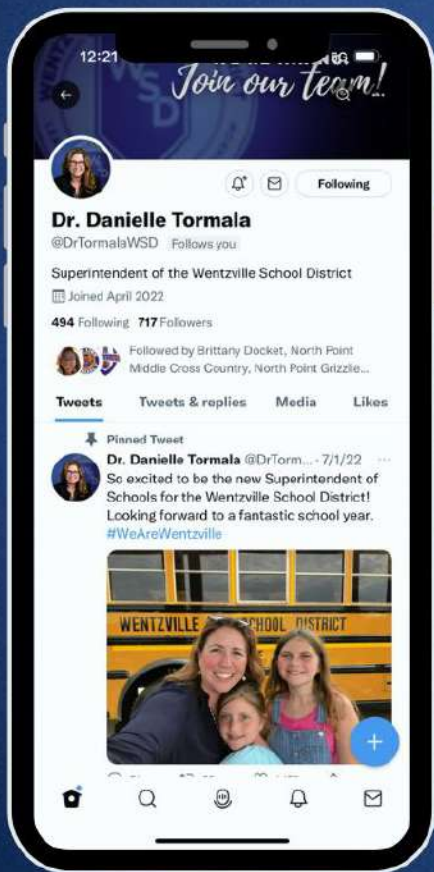 12:21
Join our team!
Following
Dr. Danielle Tormala
@DrTormalaWSD Follows you
Superintendent of the Wentzville School District
Joined April 2022
494 Following 717 Followers
Followed by Brittany Docket, North Point
Middle Cross Country, North Point Grizzlie...
Tweets Tweets & replies Media Likes
Pinned Tweet
Dr. Danielle Tormala @DrTorm... · 7/1/22 ...
So excited to be the new Superintendent of
Schools for the Wentzville School District!
Looking forward to a fantastic school year.
#WeAreWentzville
WENTZVILLE SCHOOL DISTRICT